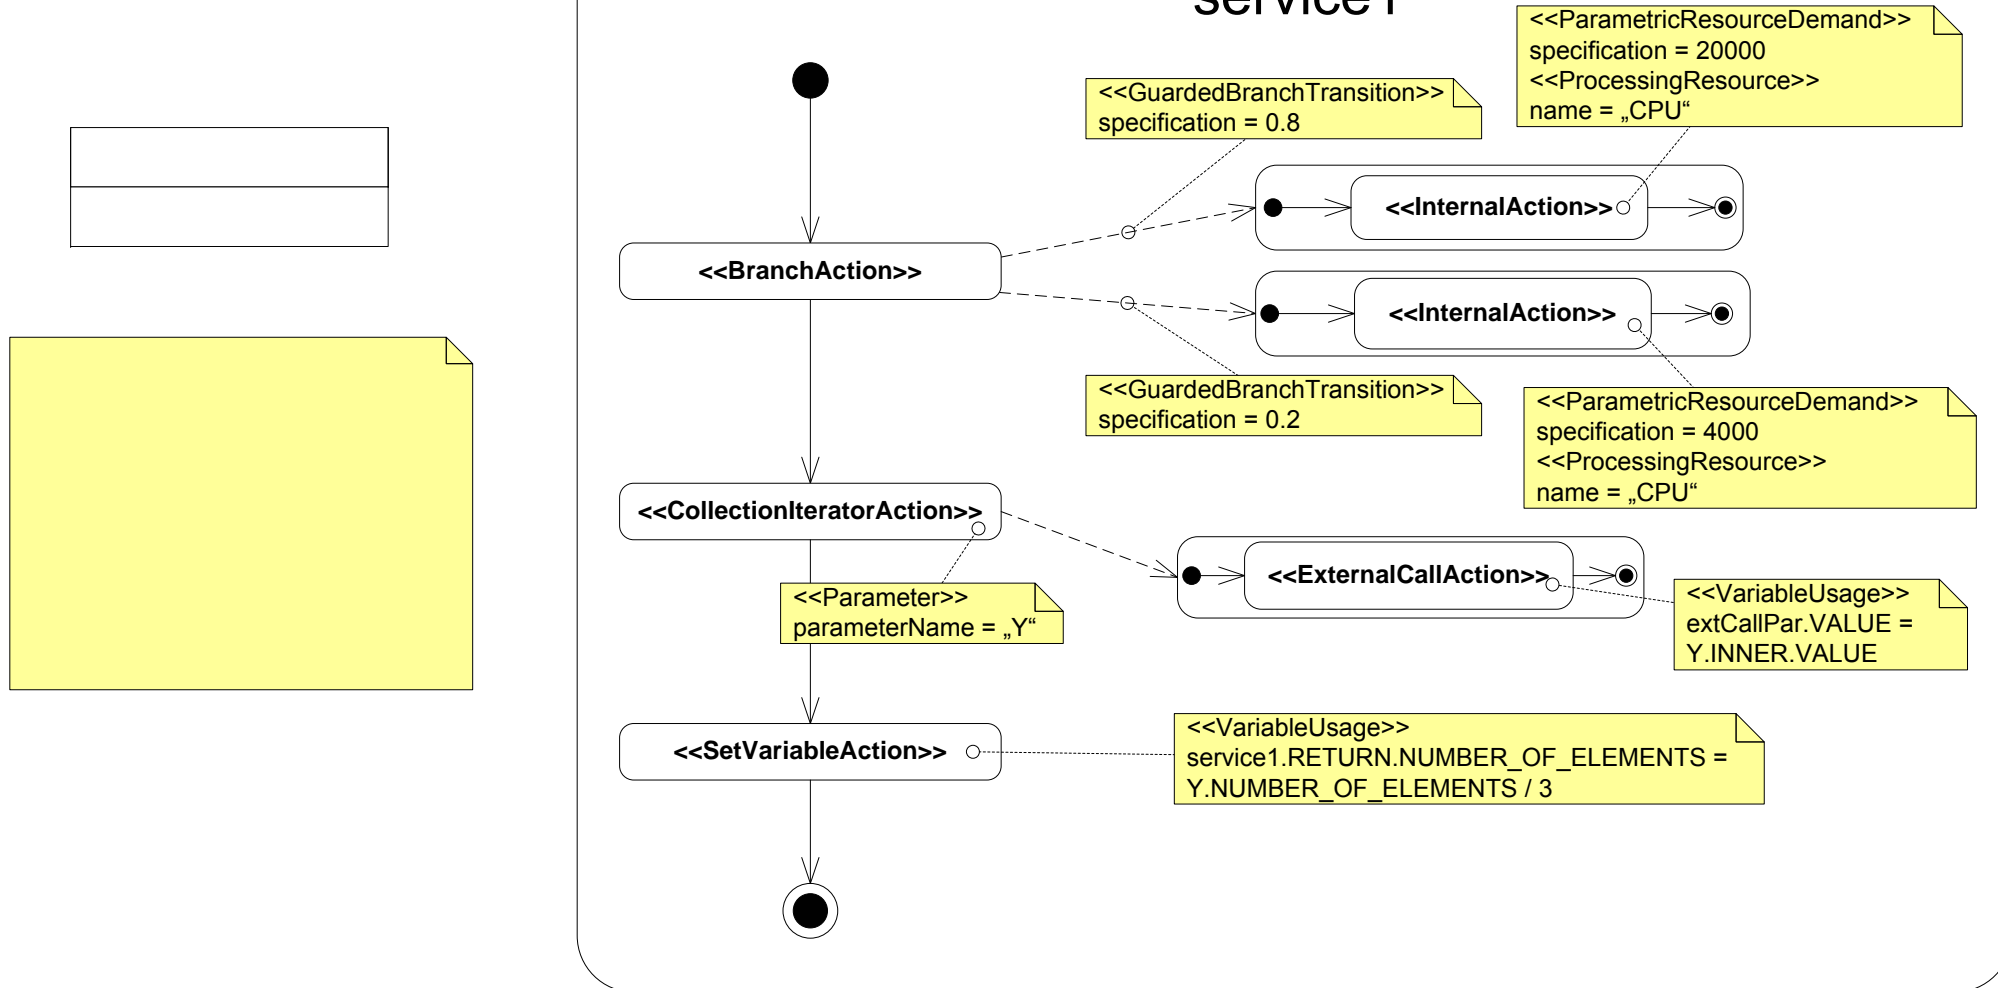 service1
<<ParametricResourceDemand>>
specification = 20000
<<ProcessingResource>>
name = „CPU“
<<GuardedBranchTransition>>
specification = 0.8
<<InternalAction>>
<<BranchAction>>
<<InternalAction>>
<<GuardedBranchTransition>>
specification = 0.2
<<ParametricResourceDemand>>
specification = 4000
<<ProcessingResource>>
name = „CPU“
<<CollectionIteratorAction>>
<<ExternalCallAction>>
<<Parameter>>
parameterName = „Y“
<<VariableUsage>>
extCallPar.VALUE =
Y.INNER.VALUE
<<SetVariableAction>>
<<VariableUsage>>
service1.RETURN.NUMBER_OF_ELEMENTS =
Y.NUMBER_OF_ELEMENTS / 3